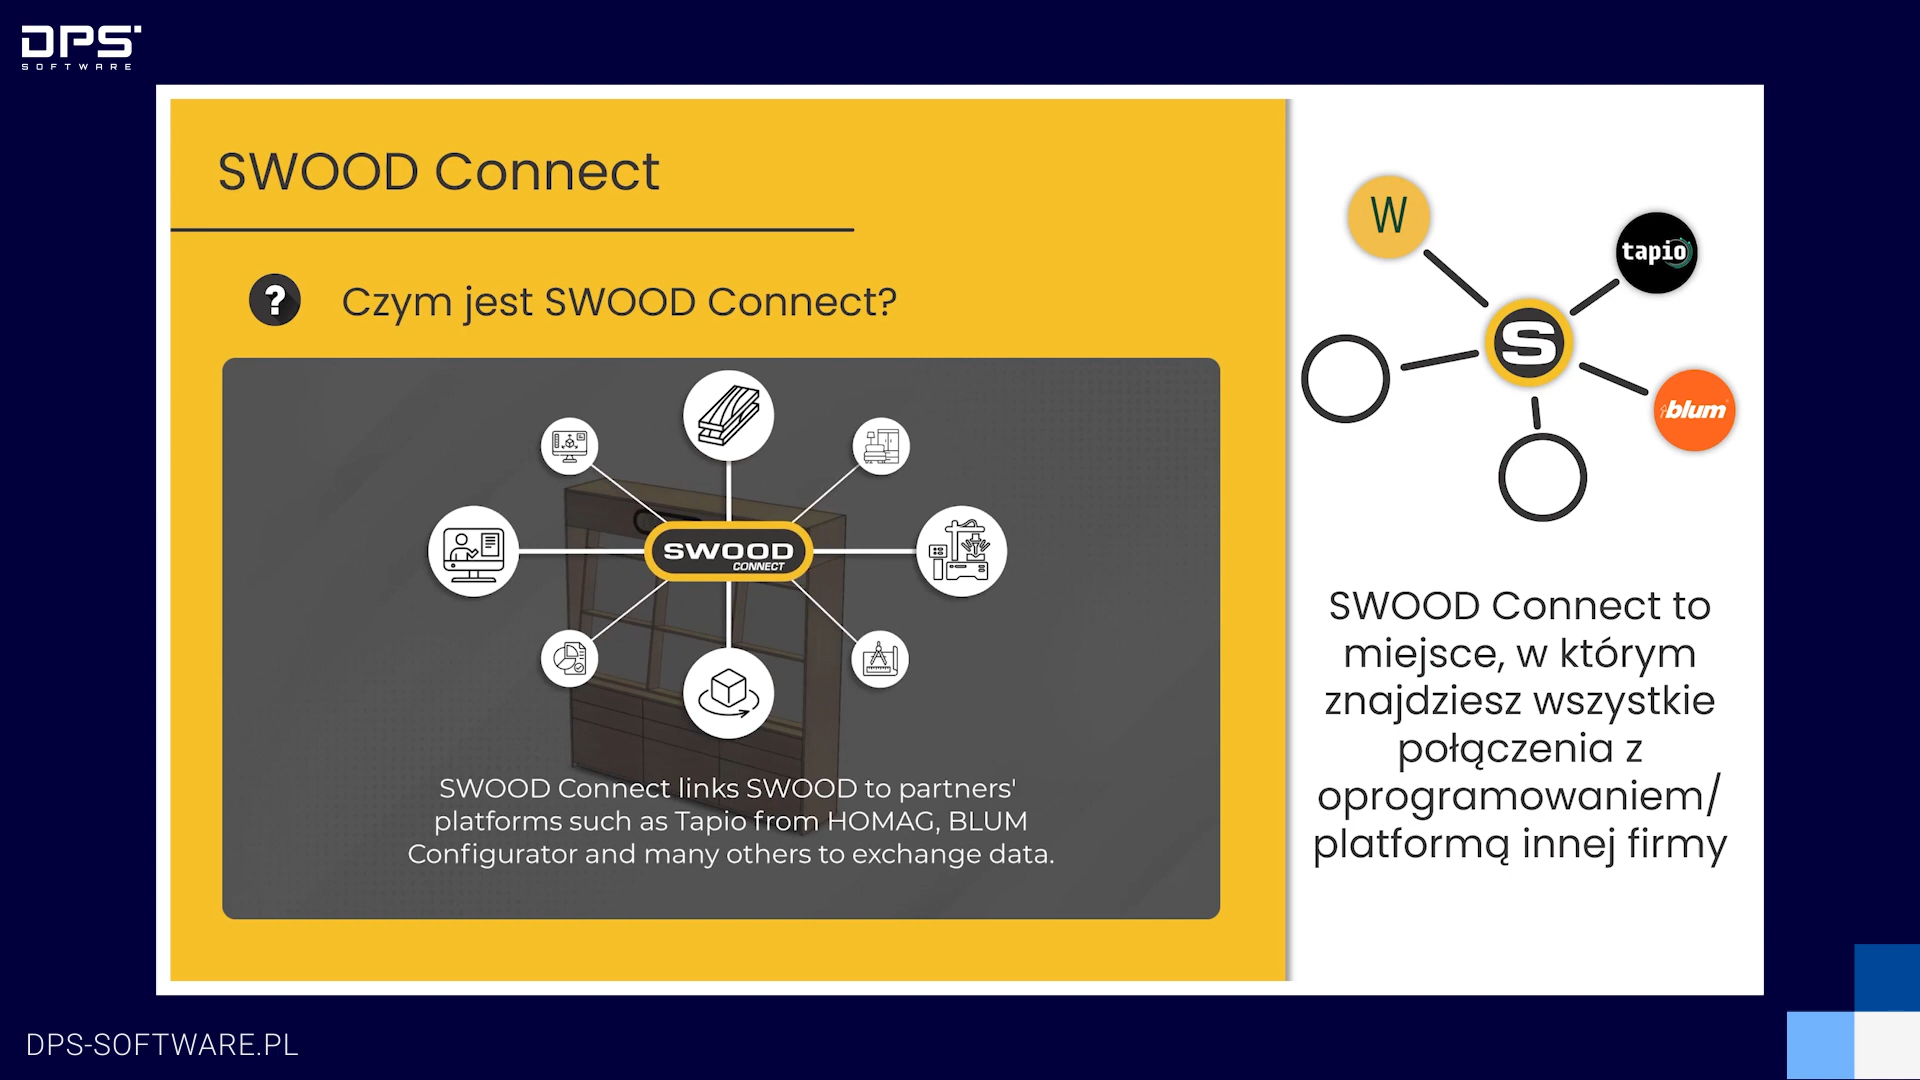 DPS
SOFTWARE
SWOOD Connect
Czym jest SWOOD Connect?
SWOOD
CONNECT
SWOOD Connect links SWOOD to partners'
platforms such as Tapio from HOMAG, BLUM
Configurator and many others to exchange data.
W
tapio
S
blum
SWOOD Connect to
miejsce, w którym
znajdziesz wszystkie
połączenia z
oprogramowaniem/
platformą innej firmy
DPS-SOFTWARE.PL